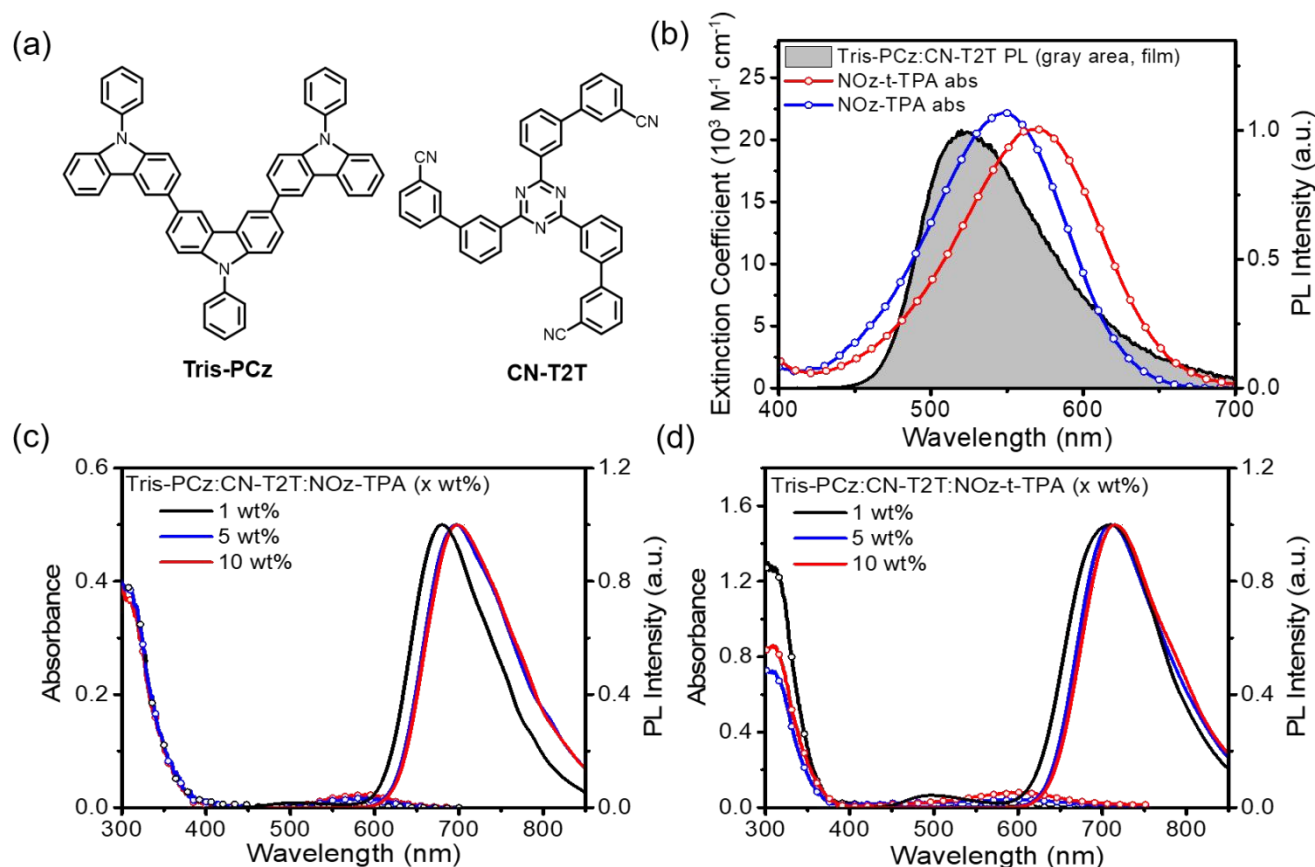 (a)
N
N
N
Tris-PCz
CN
CN
N
N
N
CN
CN-T2T
(b)
Tris-PCz:CN-T2T PL (gray area, film)
NOz-t-TPA abs
NOz-TPA abs
Extinction Coefficient (10³ M⁻¹ cm⁻¹)
25
20
15
10
5
0
PL Intensity (a.u.)
1.0
0.5
0.0
400 500 600 700
Wavelength (nm)
(c)
Tris-PCz:CN-T2T:NOz-TPA (x wt%)
1 wt%
5 wt%
10 wt%
Absorbance
0.6
0.4
0.2
0.0
PL Intensity (a.u.)
1.2
0.8
0.4
0.0
300 400 500 600 700 800
Wavelength (nm)
(d)
Tris-PCz:CN-T2T:NOz-t-TPA (x wt%)
1 wt%
5 wt%
10 wt%
Absorbance
1.6
1.2
0.8
0.4
0.0
PL Intensity (a.u.)
1.2
0.8
0.4
0.0
300 400 500 600 700 800
Wavelength (nm)